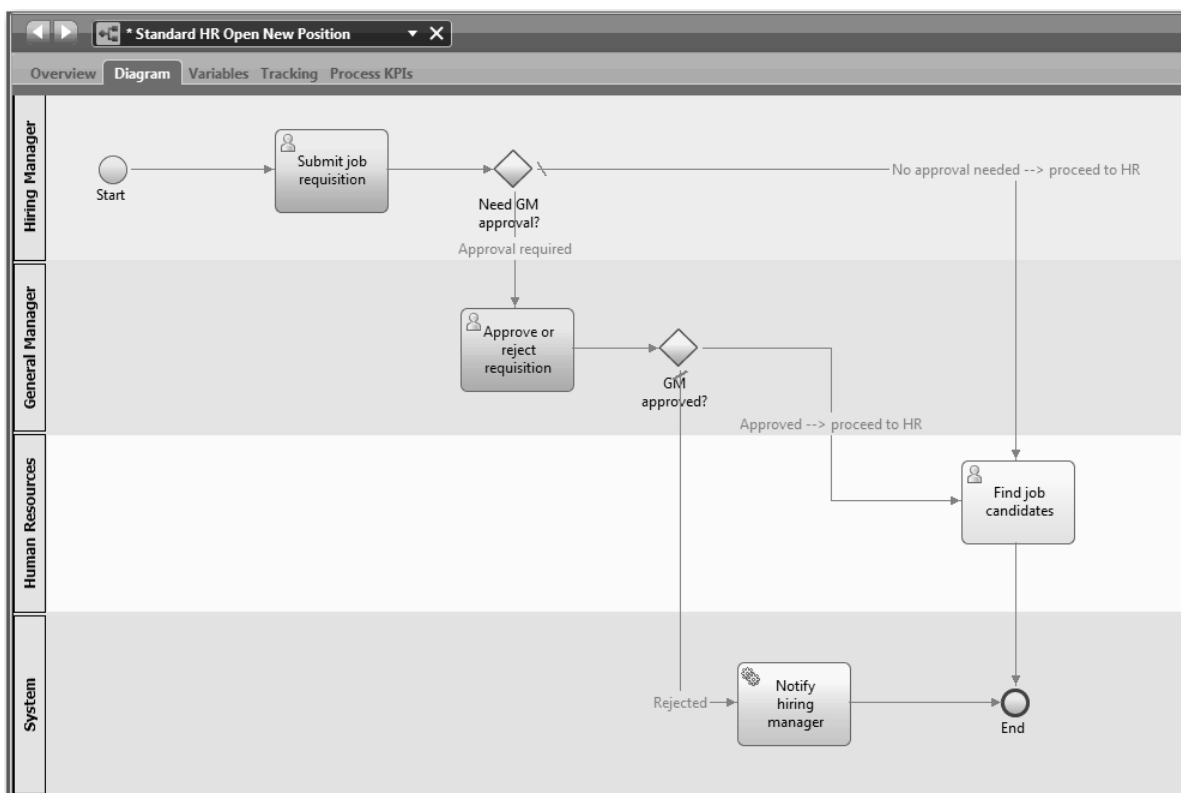 * Standard HR Open New Position
Overview Diagram Variables Tracking Process KPIs
Hiring Manager
Start
Submit job
requisition
Need GM
approval?
No approval needed --> proceed to HR
Approval required
General Manager
Approve or
reject
requisition
GM
approved?
Approved --> proceed to HR
Human Resources
Find job
candidates
System
Rejected
Notify
hiring
manager
End